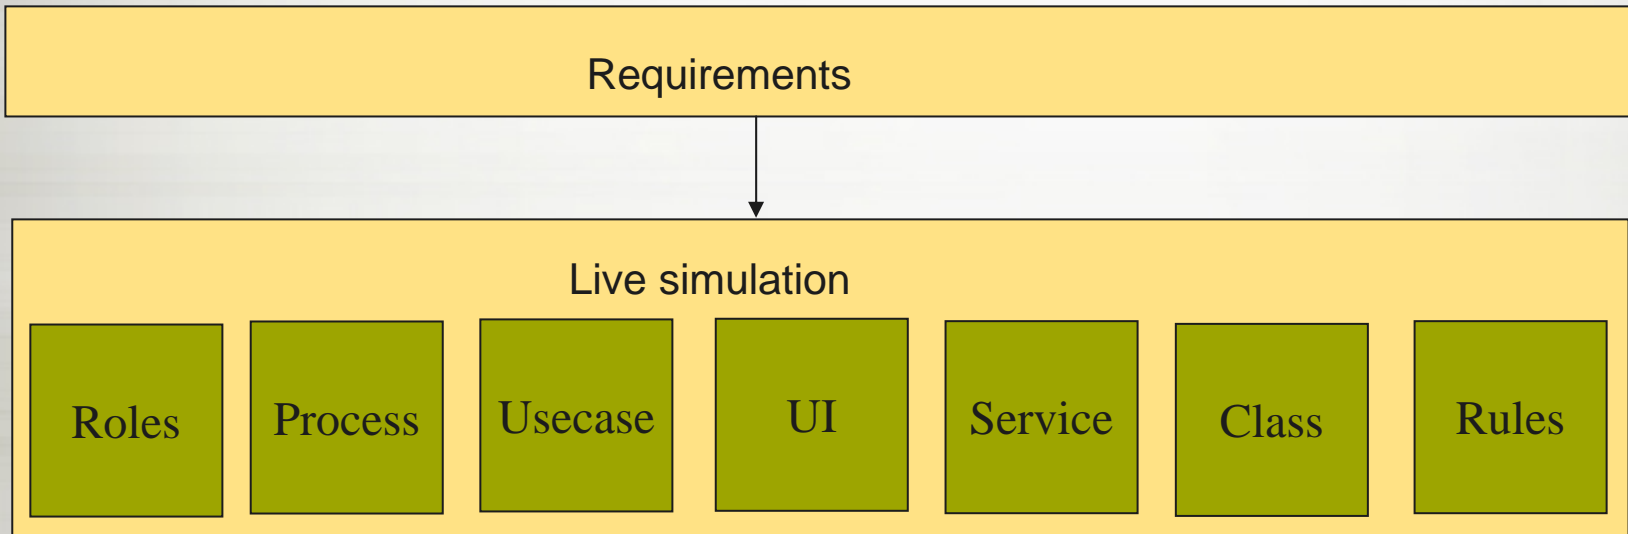 Requirements
Live simulation
Roles
Process
Usecase
UI
Service
Class
Rules